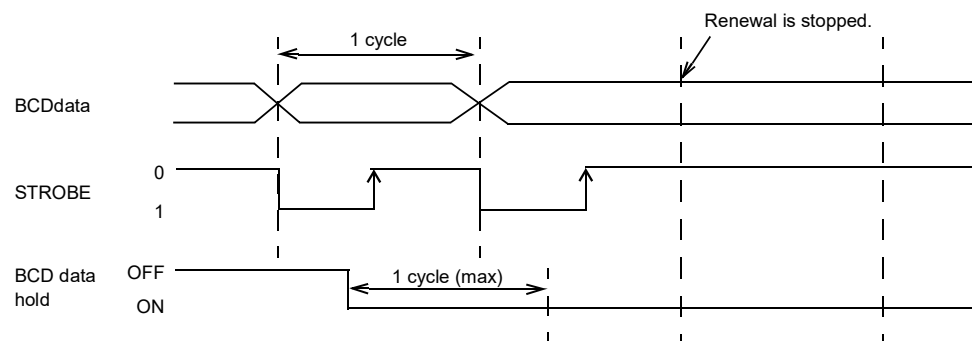 Renewal is stopped.
1 cycle
BCDdata
0
STROBE
1
BCD data
hold
OFF
1 cycle (max)
ON